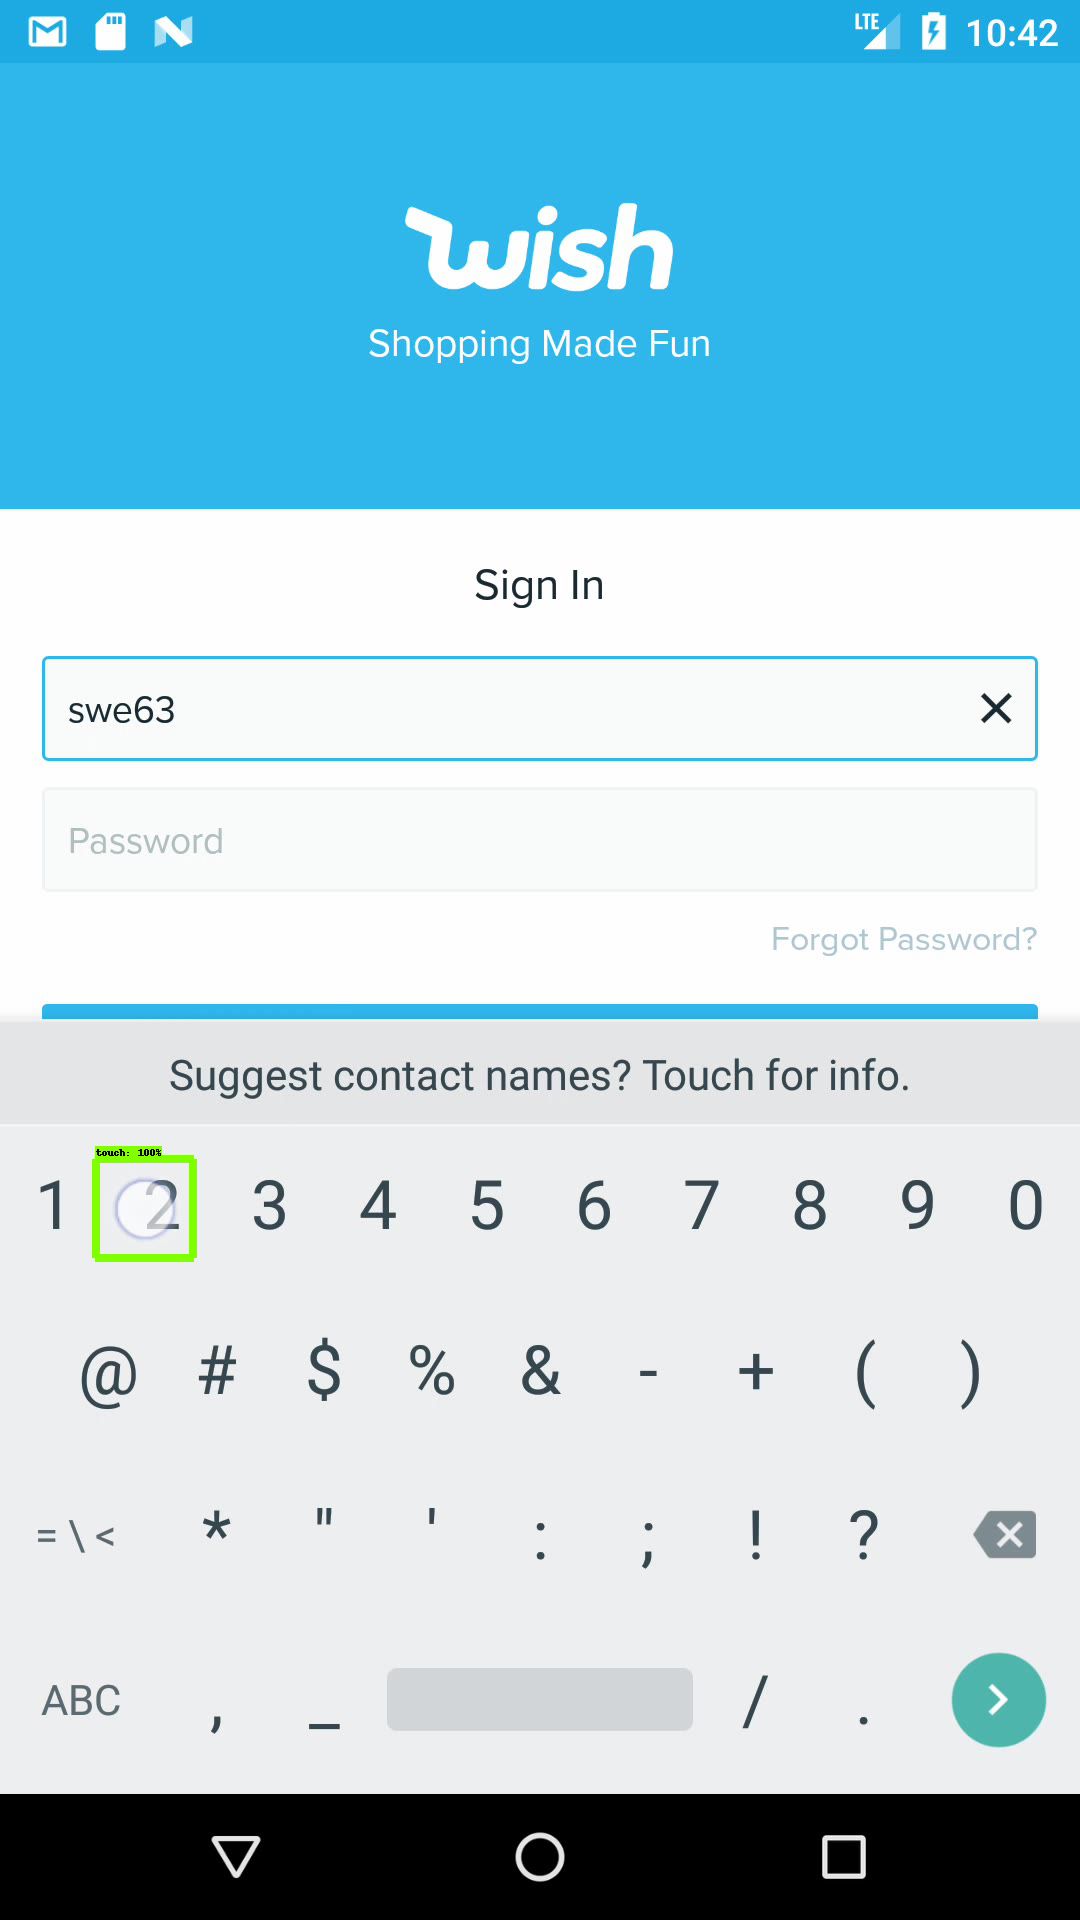 LTE 10:42
wish
Shopping Made Fun
Sign In
swe63
Password
Forgot Password?
Suggest contact names? Touch for info.
touch: 100%
1 2 3 4 5 6 7 8 9 0
@ # $ % & - + ( )
= \ < * " ' : ; ! ?
ABC , _ / .